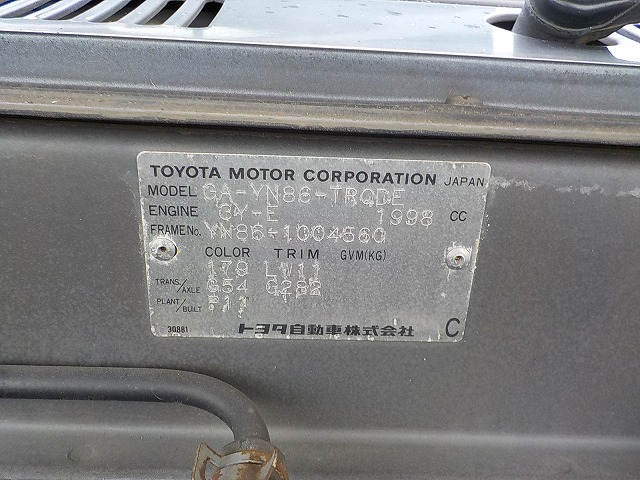 TOYOTA MOTOR CORPORATION JAPAN
MODEL GA-YN86-TRQDE
ENGINE 3Y-E 1998 CC
FRAME No. YN86-1004660
COLOR TRIM GVM(KG)
178 LV11
TRANS./AXLE G54 G282
PLANT/BUILT P11
30881 トヨタ自動車株式会社 C